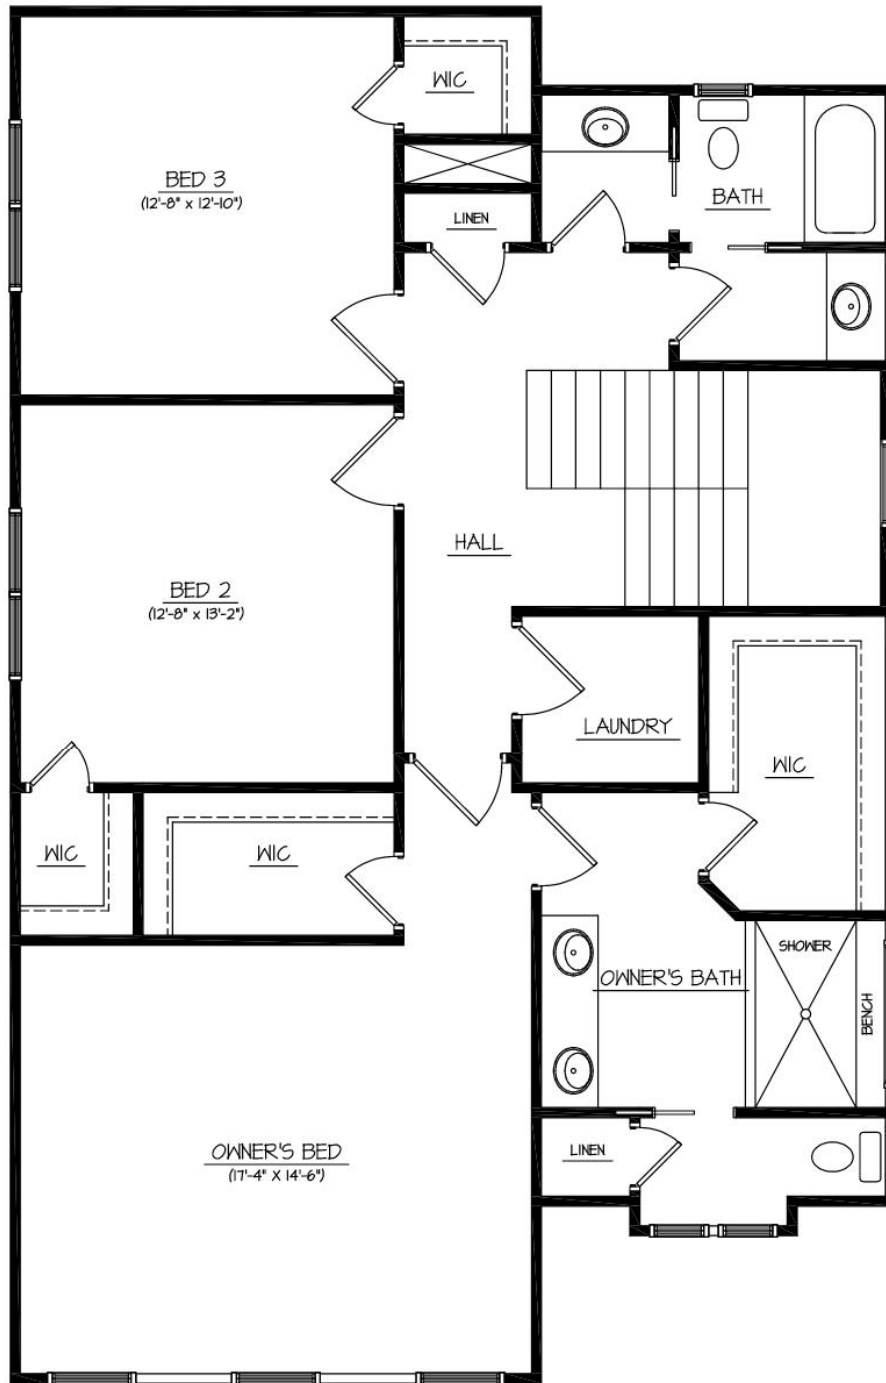 WIC
BED 3
(12'-8" x 12'-10")
BATH
LINEN
HALL
BED 2
(12'-8" x 13'-2")
LAUNDRY
WIC
WIC
WIC
SHOWER
OWNER'S BATH
BENCH
OWNER'S BED
(17'-4" X 14'-6")
LINEN